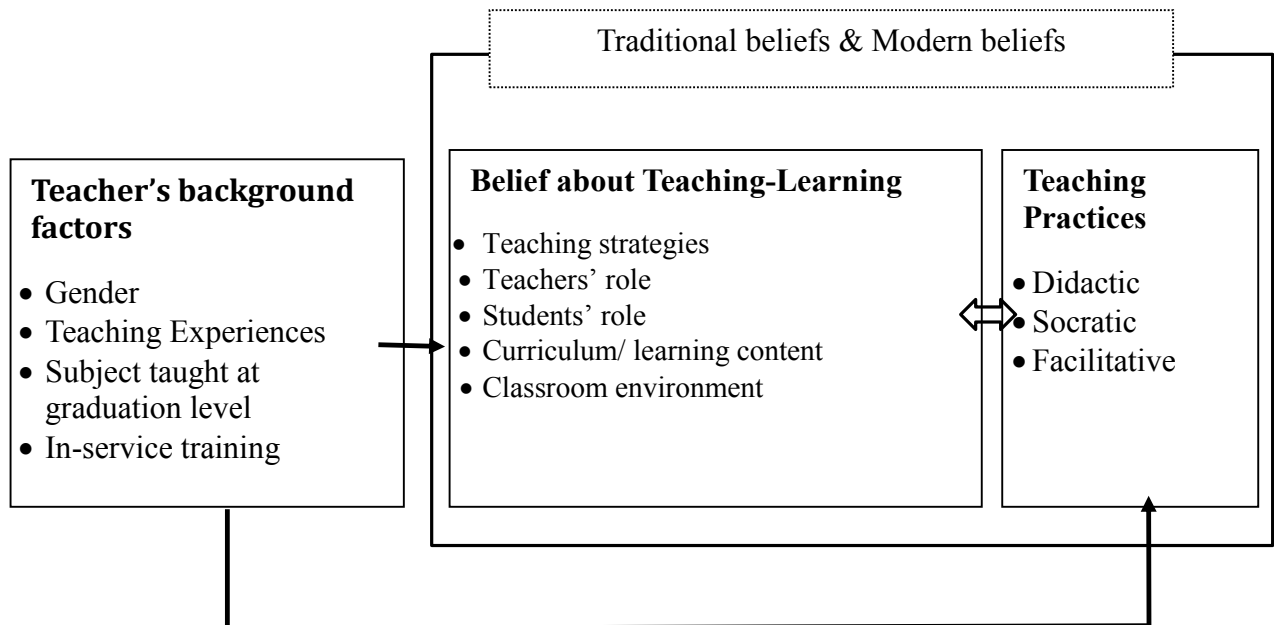 Traditional beliefs & Modern beliefs
Teacher’s background
factors
• Gender
• Teaching Experiences
• Subject taught at
graduation level
• In-service training
Belief about Teaching-Learning
• Teaching strategies
• Teachers’ role
• Students’ role
• Curriculum/ learning content
• Classroom environment
Teaching
Practices
• Didactic
• Socratic
• Facilitative